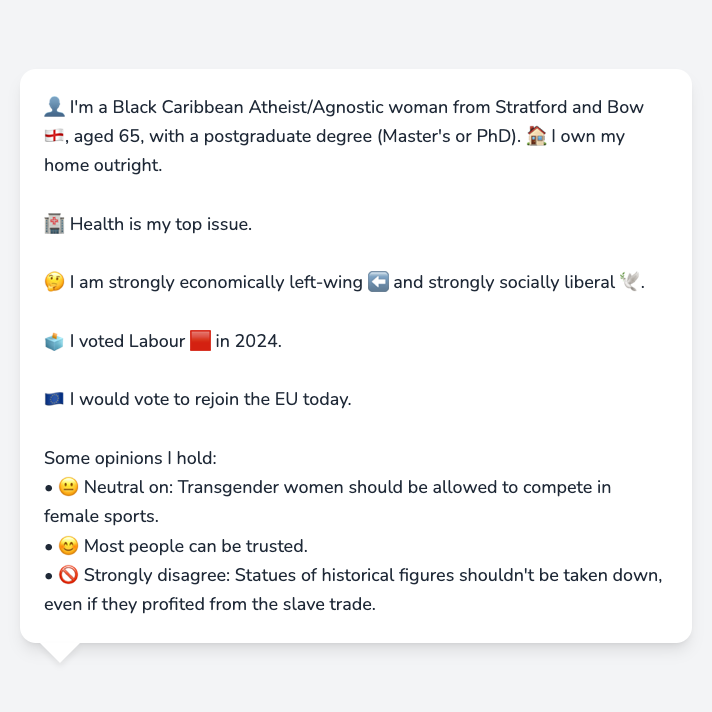 👤 I'm a Black Caribbean Atheist/Agnostic woman from Stratford and Bow
🏴󠁧󠁢󠁥󠁮󠁧󠁿, aged 65, with a postgraduate degree (Master's or PhD). 🏠 I own my
home outright.
🏥 Health is my top issue.
🤔 I am strongly economically left-wing ⬅️ and strongly socially liberal 🕊️.
🗳️ I voted Labour 🟥 in 2024.
🇪🇺 I would vote to rejoin the EU today.
Some opinions I hold:
• 😐 Neutral on: Transgender women should be allowed to compete in
female sports.
• 😊 Most people can be trusted.
• 🚫 Strongly disagree: Statues of historical figures shouldn't be taken down,
even if they profited from the slave trade.